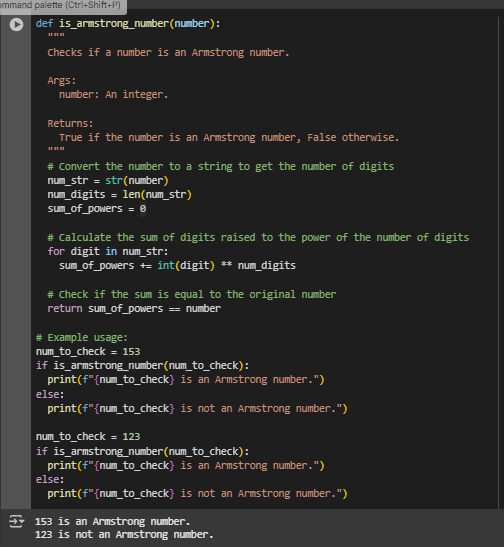 ommand palette (Ctrl+Shift+P)
def is_armstrong_number(number):
  """
  Checks if a number is an Armstrong number.

  Args:
    number: An integer.

  Returns:
    True if the number is an Armstrong number, False otherwise.
  """
  # Convert the number to a string to get the number of digits
  num_str = str(number)
  num_digits = len(num_str)
  sum_of_powers = 0

  # Calculate the sum of digits raised to the power of the number of digits
  for digit in num_str:
    sum_of_powers += int(digit) ** num_digits

  # Check if the sum is equal to the original number
  return sum_of_powers == number

# Example usage:
num_to_check = 153
if is_armstrong_number(num_to_check):
  print(f"{num_to_check} is an Armstrong number.")
else:
  print(f"{num_to_check} is not an Armstrong number.")

num_to_check = 123
if is_armstrong_number(num_to_check):
  print(f"{num_to_check} is an Armstrong number.")
else:
  print(f"{num_to_check} is not an Armstrong number.")

153 is an Armstrong number.
123 is not an Armstrong number.